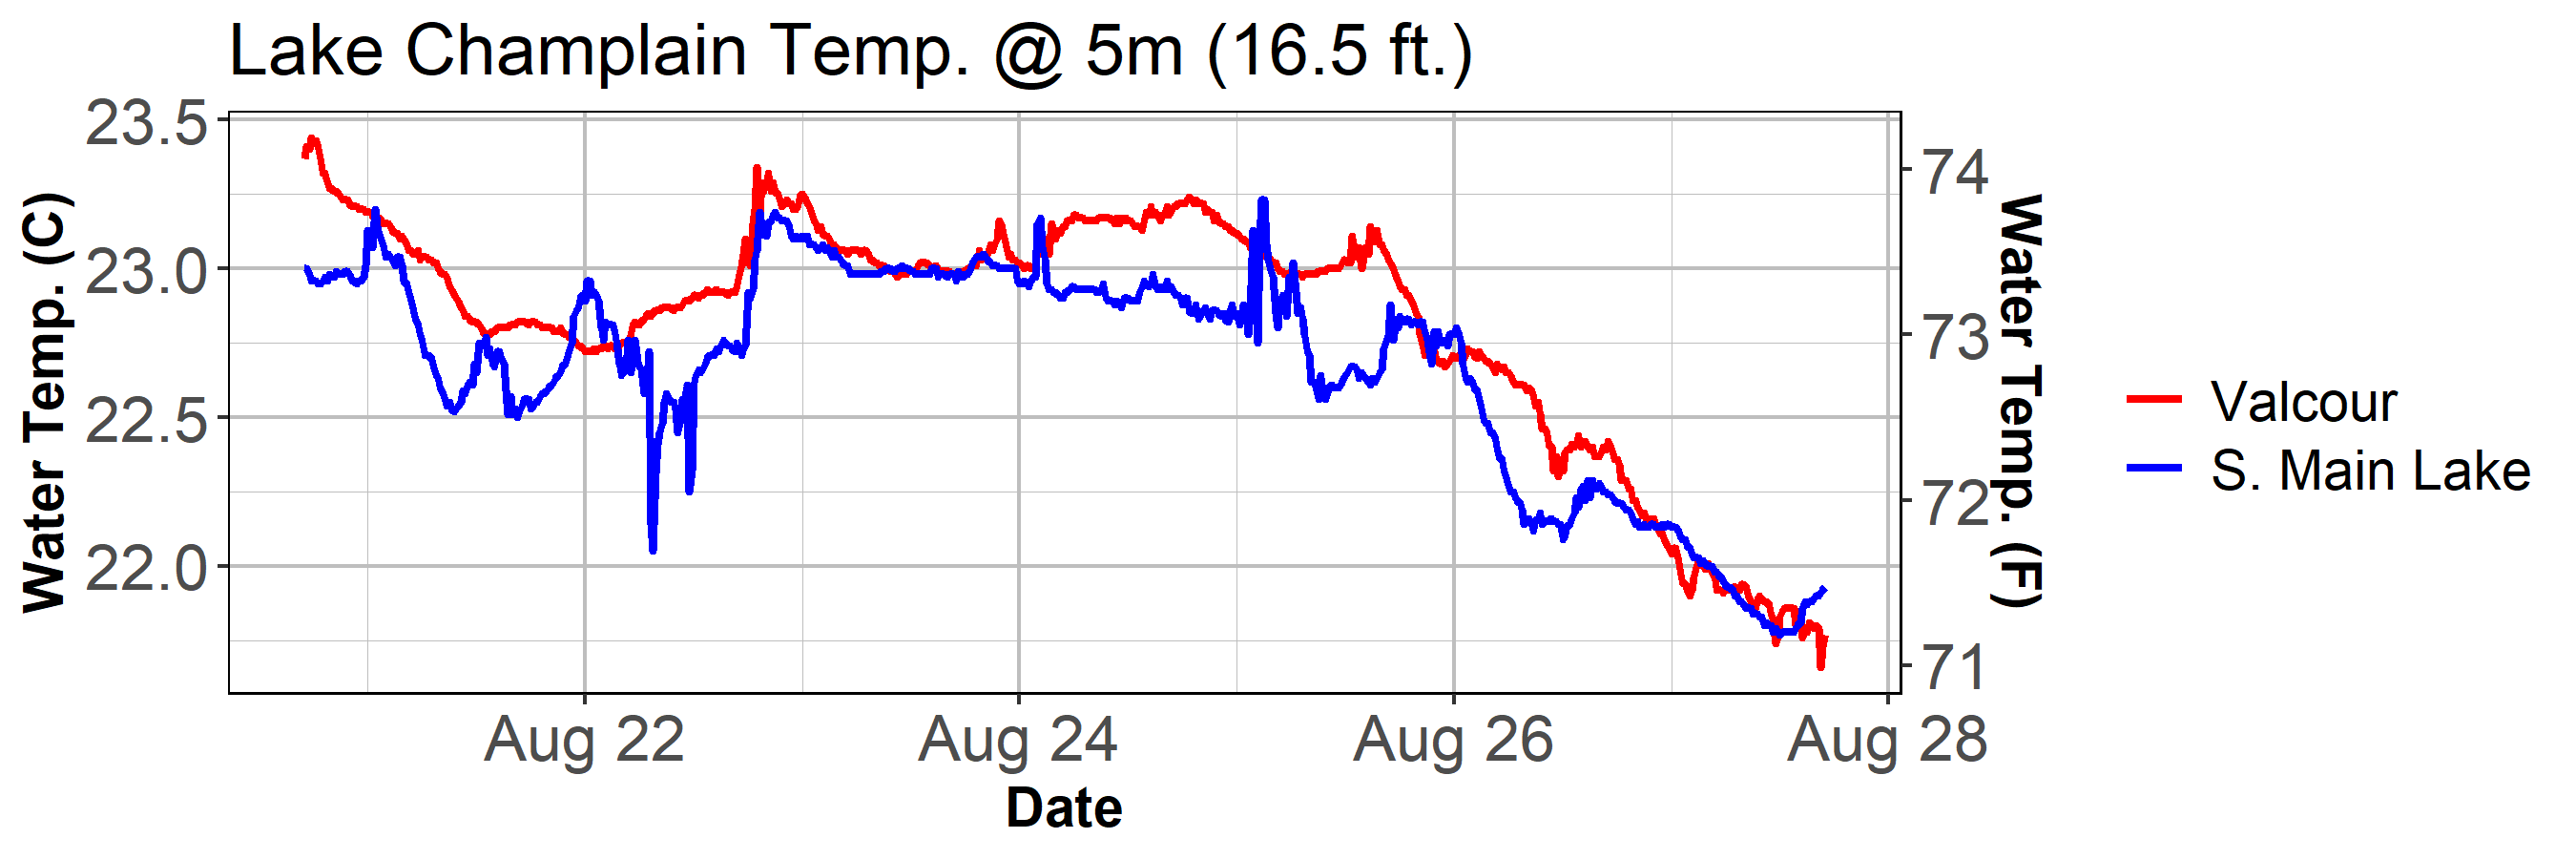 Lake Champlain Temp. @ 5m (16.5 ft.)
Water Temp. (C)
23.5
23.0
22.5
22.0
74
73
72
71
Water Temp. (F)
Aug 22
Aug 24
Aug 26
Aug 28
Date
Valcour
S. Main Lake